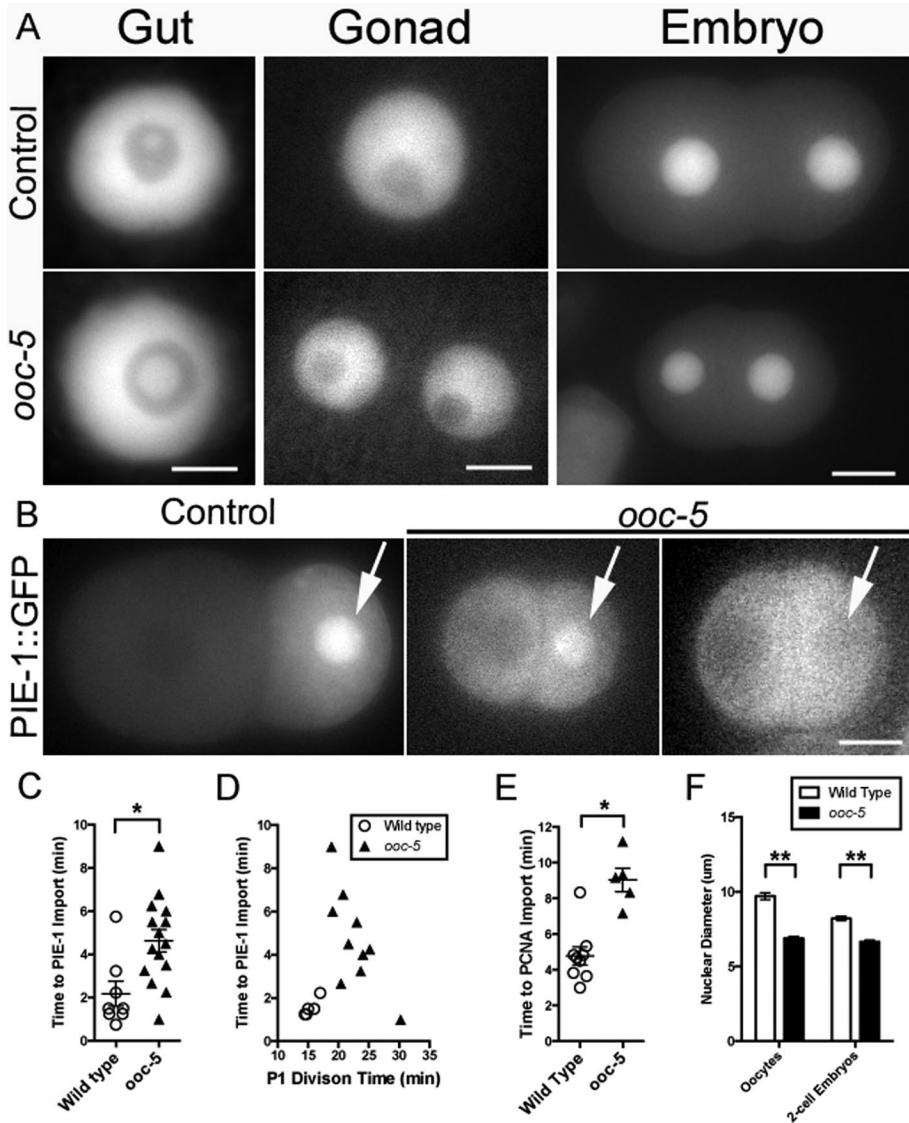 A
Gut
Gonad
Embryo
Control
ooc-5
B
Control
ooc-5
PIE-1::GFP
C
*
Time to PIE-1 Import (min)
10
8
6
4
2
0
Wild type
ooc-5
D
Wild type
ooc-5
Time to PIE-1 Import (min)
10
8
6
4
2
0
10 15 20 25 30 35
P1 Divison Time (min)
E
*
Time to PCNA Import (min)
12
10
8
6
4
2
0
Wild Type
ooc-5
F
Wild Type
ooc-5
** **
Nuclear Diameter (um)
15
10
5
0
Oocytes
2-cell Embryos